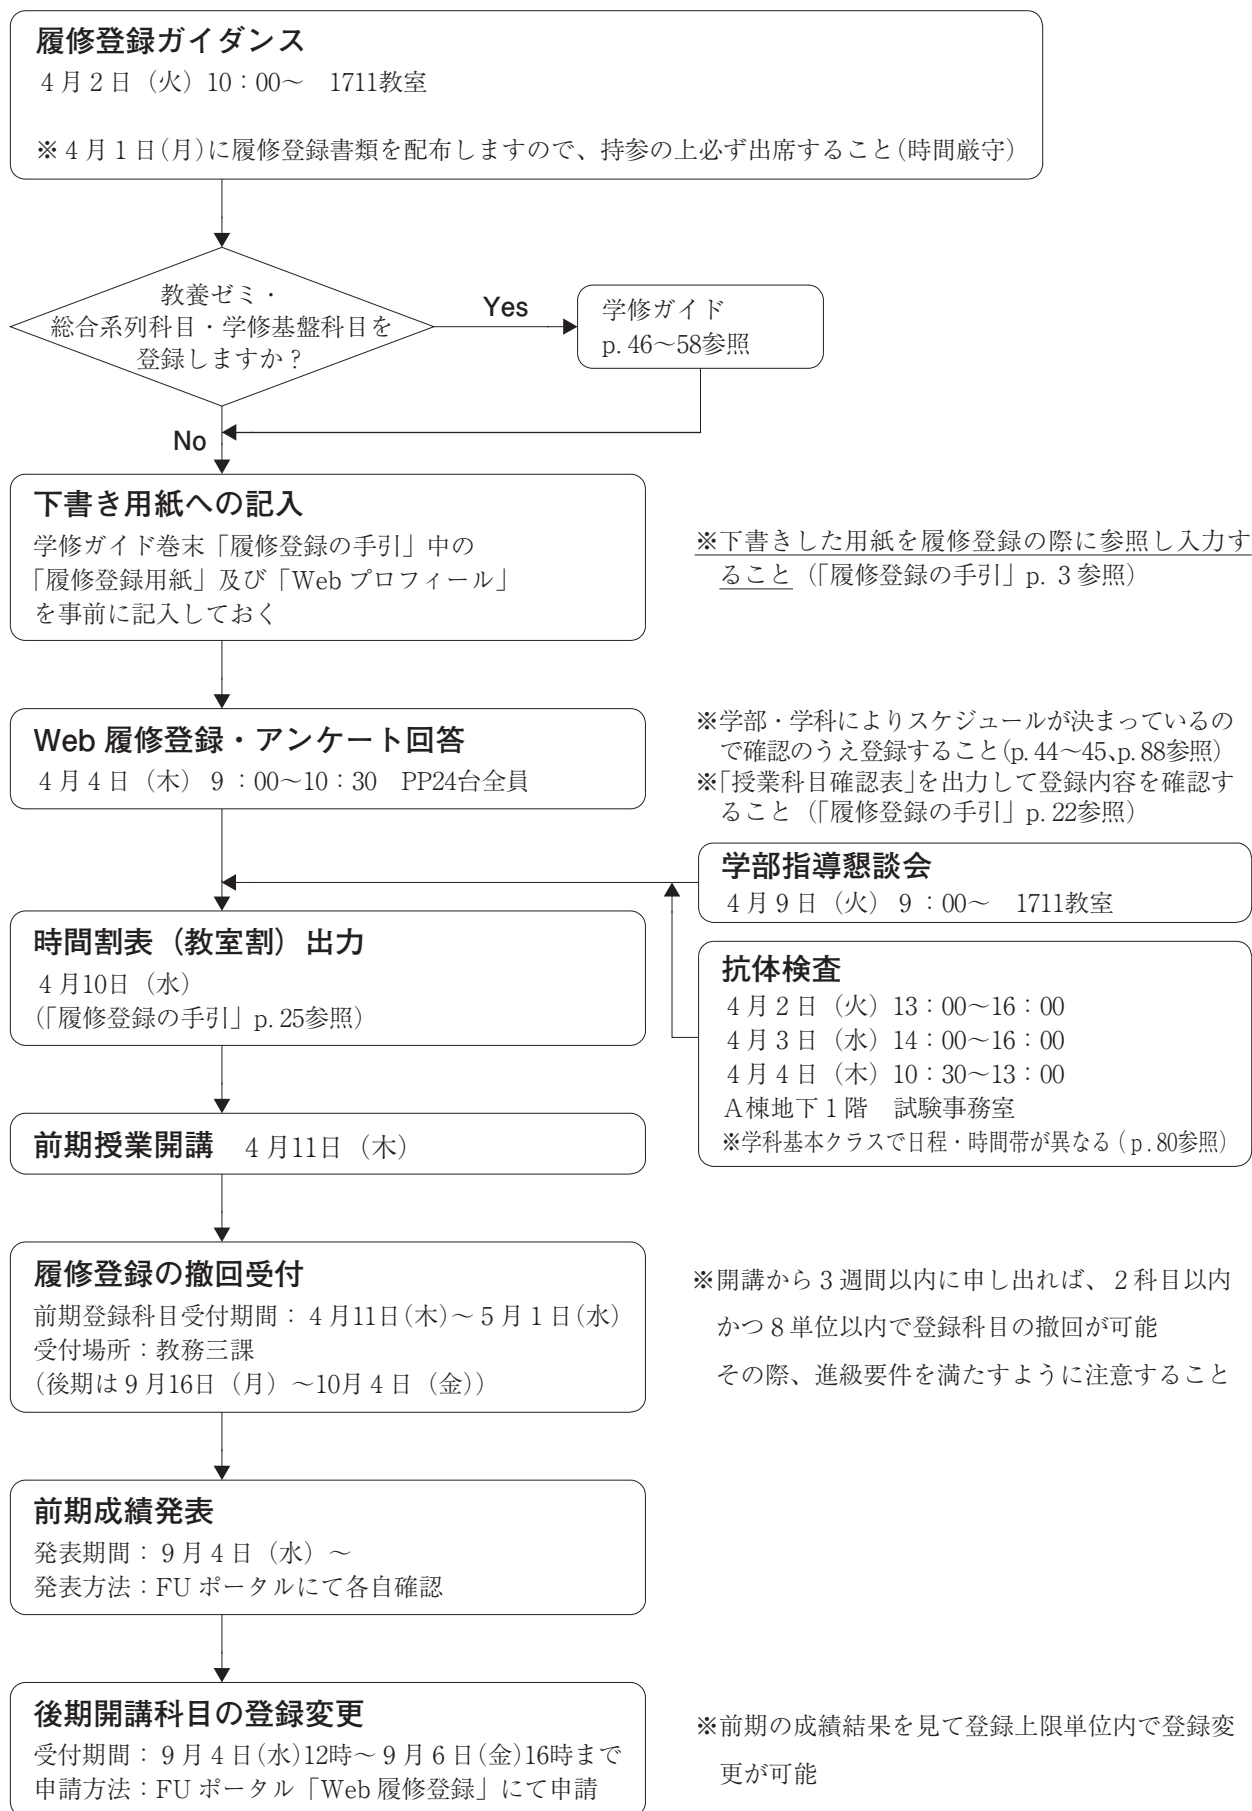 履修登録ガイダンス
4月2日（火）10：00～　1711教室
※4月1日(月)に履修登録書類を配布しますので、持参の上必ず出席すること(時間厳守)
教養ゼミ・
総合系列科目・学修基盤科目を
登録しますか？
Yes
学修ガイド
p. 46～58参照
No
下書き用紙への記入
学修ガイド巻末「履修登録の手引」中の
「履修登録用紙」及び「Web プロフィール」
を事前に記入しておく
※下書きした用紙を履修登録の際に参照し入力す
ること（「履修登録の手引」p. 3参照）
Web 履修登録・アンケート回答
4月4日（木）9：00～10：30　PP24台全員
※学部・学科によりスケジュールが決まっているの
で確認のうえ登録すること(p. 44～45、p. 88参照)
※「授業科目確認表」を出力して登録内容を確認す
ること（「履修登録の手引」p. 22参照）
学部指導懇談会
4月9日（火）9：00～　1711教室
時間割表（教室割）出力
4月10日（水）
（「履修登録の手引」p. 25参照）
抗体検査
4月2日（火）13：00～16：00
4月3日（水）14：00～16：00
4月4日（木）10：30～13：00
A棟地下1階　試験事務室
※学科基本クラスで日程・時間帯が異なる（p. 80参照）
前期授業開講　4月11日（木）
履修登録の撤回受付
前期登録科目受付期間：4月11日(木)～5月1日(水)
受付場所：教務三課
（後期は9月16日（月）～10月4日（金））
※開講から3週間以内に申し出れば、2科目以内
かつ8単位以内で登録科目の撤回が可能
その際、進級要件を満たすように注意すること
前期成績発表
発表期間：9月4日（水）～
発表方法：FU ポータルにて各自確認
後期開講科目の登録変更
受付期間：9月4日(水)12時～9月6日(金)16時まで
申請方法：FU ポータル「Web 履修登録」にて申請
※前期の成績結果を見て登録上限単位内で登録変
更が可能